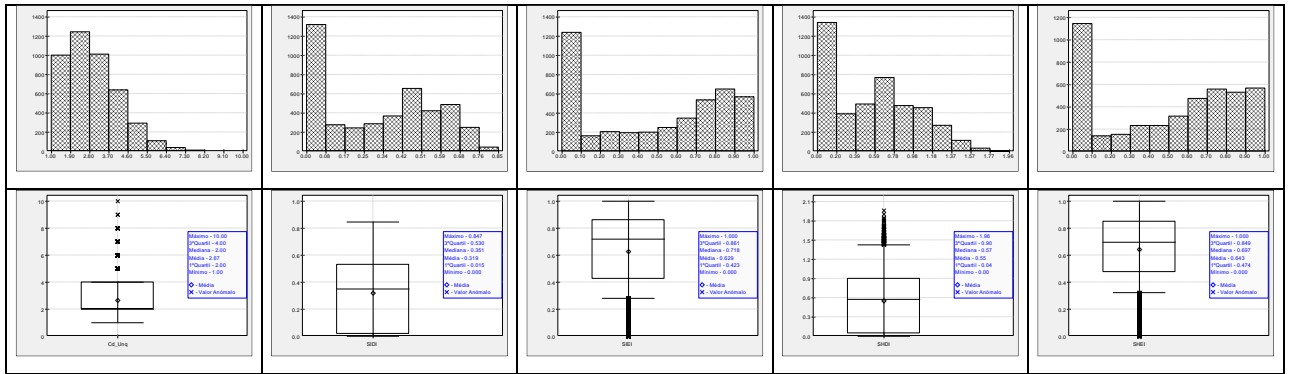 1400
1200
1000
800
600
400
200
0
1.00 1.90 2.80 3.70 4.60 5.50 6.40 7.30 8.20 9.10 10.00
1400
1200
1000
800
600
400
200
0
0.00 0.08 0.17 0.25 0.34 0.42 0.51 0.59 0.68 0.76 0.85
1400
1200
1000
800
600
400
200
0
0.00 0.10 0.20 0.30 0.40 0.50 0.60 0.70 0.80 0.90 1.00
1400
1200
1000
800
600
400
200
0
0.00 0.20 0.39 0.59 0.78 0.98 1.18 1.37 1.57 1.77 1.96
1200
1000
800
600
400
200
0
0.00 0.10 0.20 0.30 0.40 0.50 0.60 0.70 0.80 0.90 1.00
10
8
6
4
2
0
Máximo - 10.00
3ºQuartil - 4.00
Mediana - 2.00
Média - 2.67
1ºQuartil - 2.00
Mínimo - 1.00
- Média
- Valor Anómalo
Cd_Unq
1.0
0.8
0.6
0.4
0.2
0.0
Máximo - 0.847
3ºQuartil - 0.530
Mediana - 0.351
Média - 0.319
1ºQuartil - 0.015
Mínimo - 0.000
- Média
- Valor Anómalo
SIDI
1.0
0.8
0.6
0.4
0.2
0.0
Máximo - 1.000
3ºQuartil - 0.861
Mediana - 0.718
Média - 0.629
1ºQuartil - 0.423
Mínimo - 0.000
- Média
- Valor Anómalo
SIEI
2.1
1.8
1.5
1.2
0.9
0.6
0.3
0.0
Máximo - 1.96
3ºQuartil - 0.90
Mediana - 0.57
Média - 0.55
1ºQuartil - 0.04
Mínimo - 0.00
- Média
- Valor Anómalo
SHDI
1.0
0.8
0.6
0.4
0.2
0.0
Máximo - 1.000
3ºQuartil - 0.849
Mediana - 0.697
Média - 0.643
1ºQuartil - 0.474
Mínimo - 0.000
- Média
- Valor Anómalo
SHEI